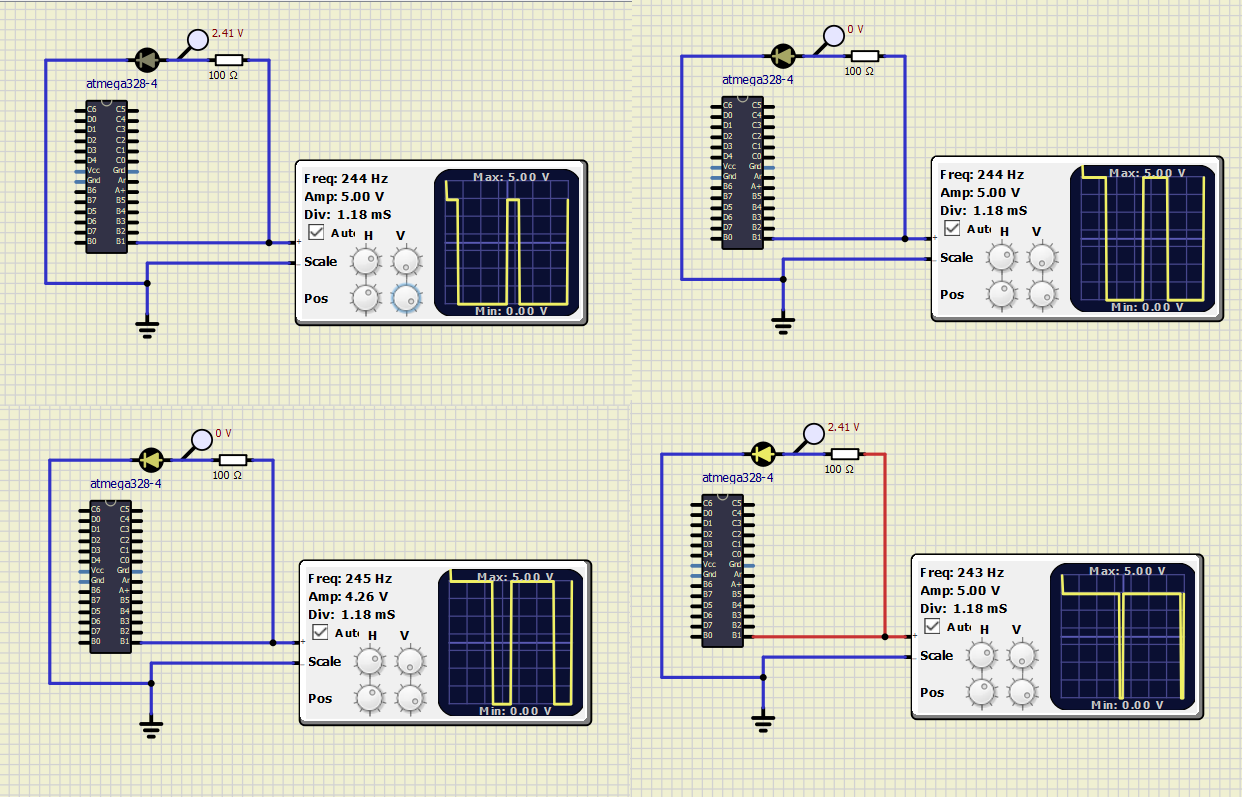 2.41 V
100 Ω
atmega328-4
C6 C5
D0 C4
D1 C3
D2 C2
D3 C1
D4 C0
Vcc Gnd
Gnd Ar
B6 A+
B7 B5
D5 B4
D6 B3
D7 B2
B0 B1
Freq: 244 Hz
Amp: 5.00 V
Div: 1.18 mS
Auto H V
Scale
Pos
+
-
Max: 5.00 V
Min: 0.00 V
0 V
100 Ω
atmega328-4
C6 C5
D0 C4
D1 C3
D2 C2
D3 C1
D4 C0
Vcc Gnd
Gnd Ar
B6 A+
B7 B5
D5 B4
D6 B3
D7 B2
B0 B1
Freq: 244 Hz
Amp: 5.00 V
Div: 1.18 mS
Auto H V
Scale
Pos
+
-
Max: 5.00 V
Min: 0.00 V
0 V
100 Ω
atmega328-4
C6 C5
D0 C4
D1 C3
D2 C2
D3 C1
D4 C0
Vcc Gnd
Gnd Ar
B6 A+
B7 B5
D5 B4
D6 B3
D7 B2
B0 B1
Freq: 245 Hz
Amp: 4.26 V
Div: 1.18 mS
Auto H V
Scale
Pos
+
-
Max: 5.00 V
Min: 0.00 V
2.41 V
100 Ω
atmega328-4
C6 C5
D0 C4
D1 C3
D2 C2
D3 C1
D4 C0
Vcc Gnd
Gnd Ar
B6 A+
B7 B5
D5 B4
D6 B3
D7 B2
B0 B1
Freq: 243 Hz
Amp: 5.00 V
Div: 1.18 mS
Auto H V
Scale
Pos
+
-
Max: 5.00 V
Min: 0.00 V